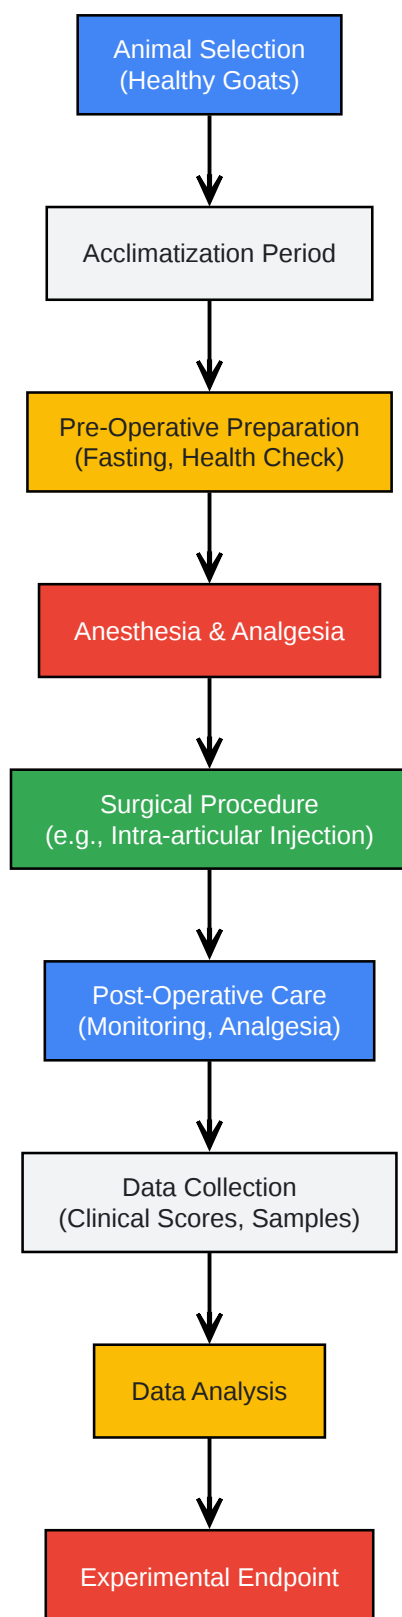 Animal Selection
(Healthy Goats)
Acclimatization Period
Pre-Operative Preparation
(Fasting, Health Check)
Anesthesia & Analgesia
Surgical Procedure
(e.g., Intra-articular Injection)
Post-Operative Care
(Monitoring, Analgesia)
Data Collection
(Clinical Scores, Samples)
Data Analysis
Experimental Endpoint